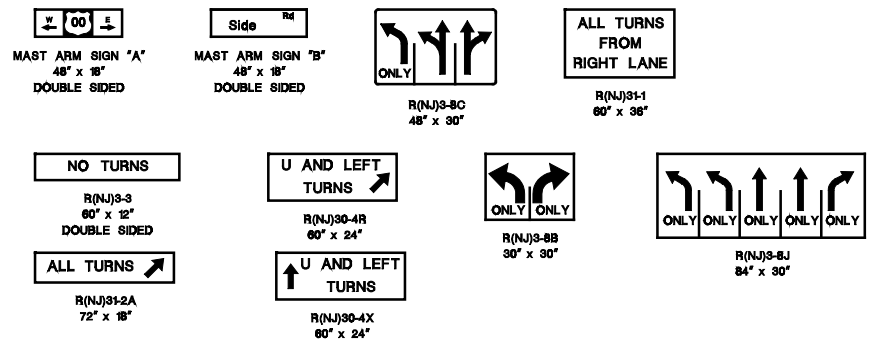 W 00 E
MAST ARM SIGN "A"
48" x 18"
DOUBLE SIDED
Side Rd
MAST ARM SIGN "B"
48" x 18"
DOUBLE SIDED
ONLY
R(NJ)3-8C
48" x 30"
ALL TURNS
FROM
RIGHT LANE
R(NJ)31-1
60" x 36"
NO TURNS
R(NJ)3-3
60" x 12"
DOUBLE SIDED
U AND LEFT
TURNS
R(NJ)30-4R
60" x 24"
ONLY ONLY
R(NJ)3-8B
30" x 30"
ONLY ONLY ONLY ONLY ONLY
R(NJ)3-8J
84" x 30"
ALL TURNS
R(NJ)31-2A
72" x 18"
U AND LEFT
TURNS
R(NJ)30-4X
60" x 24"